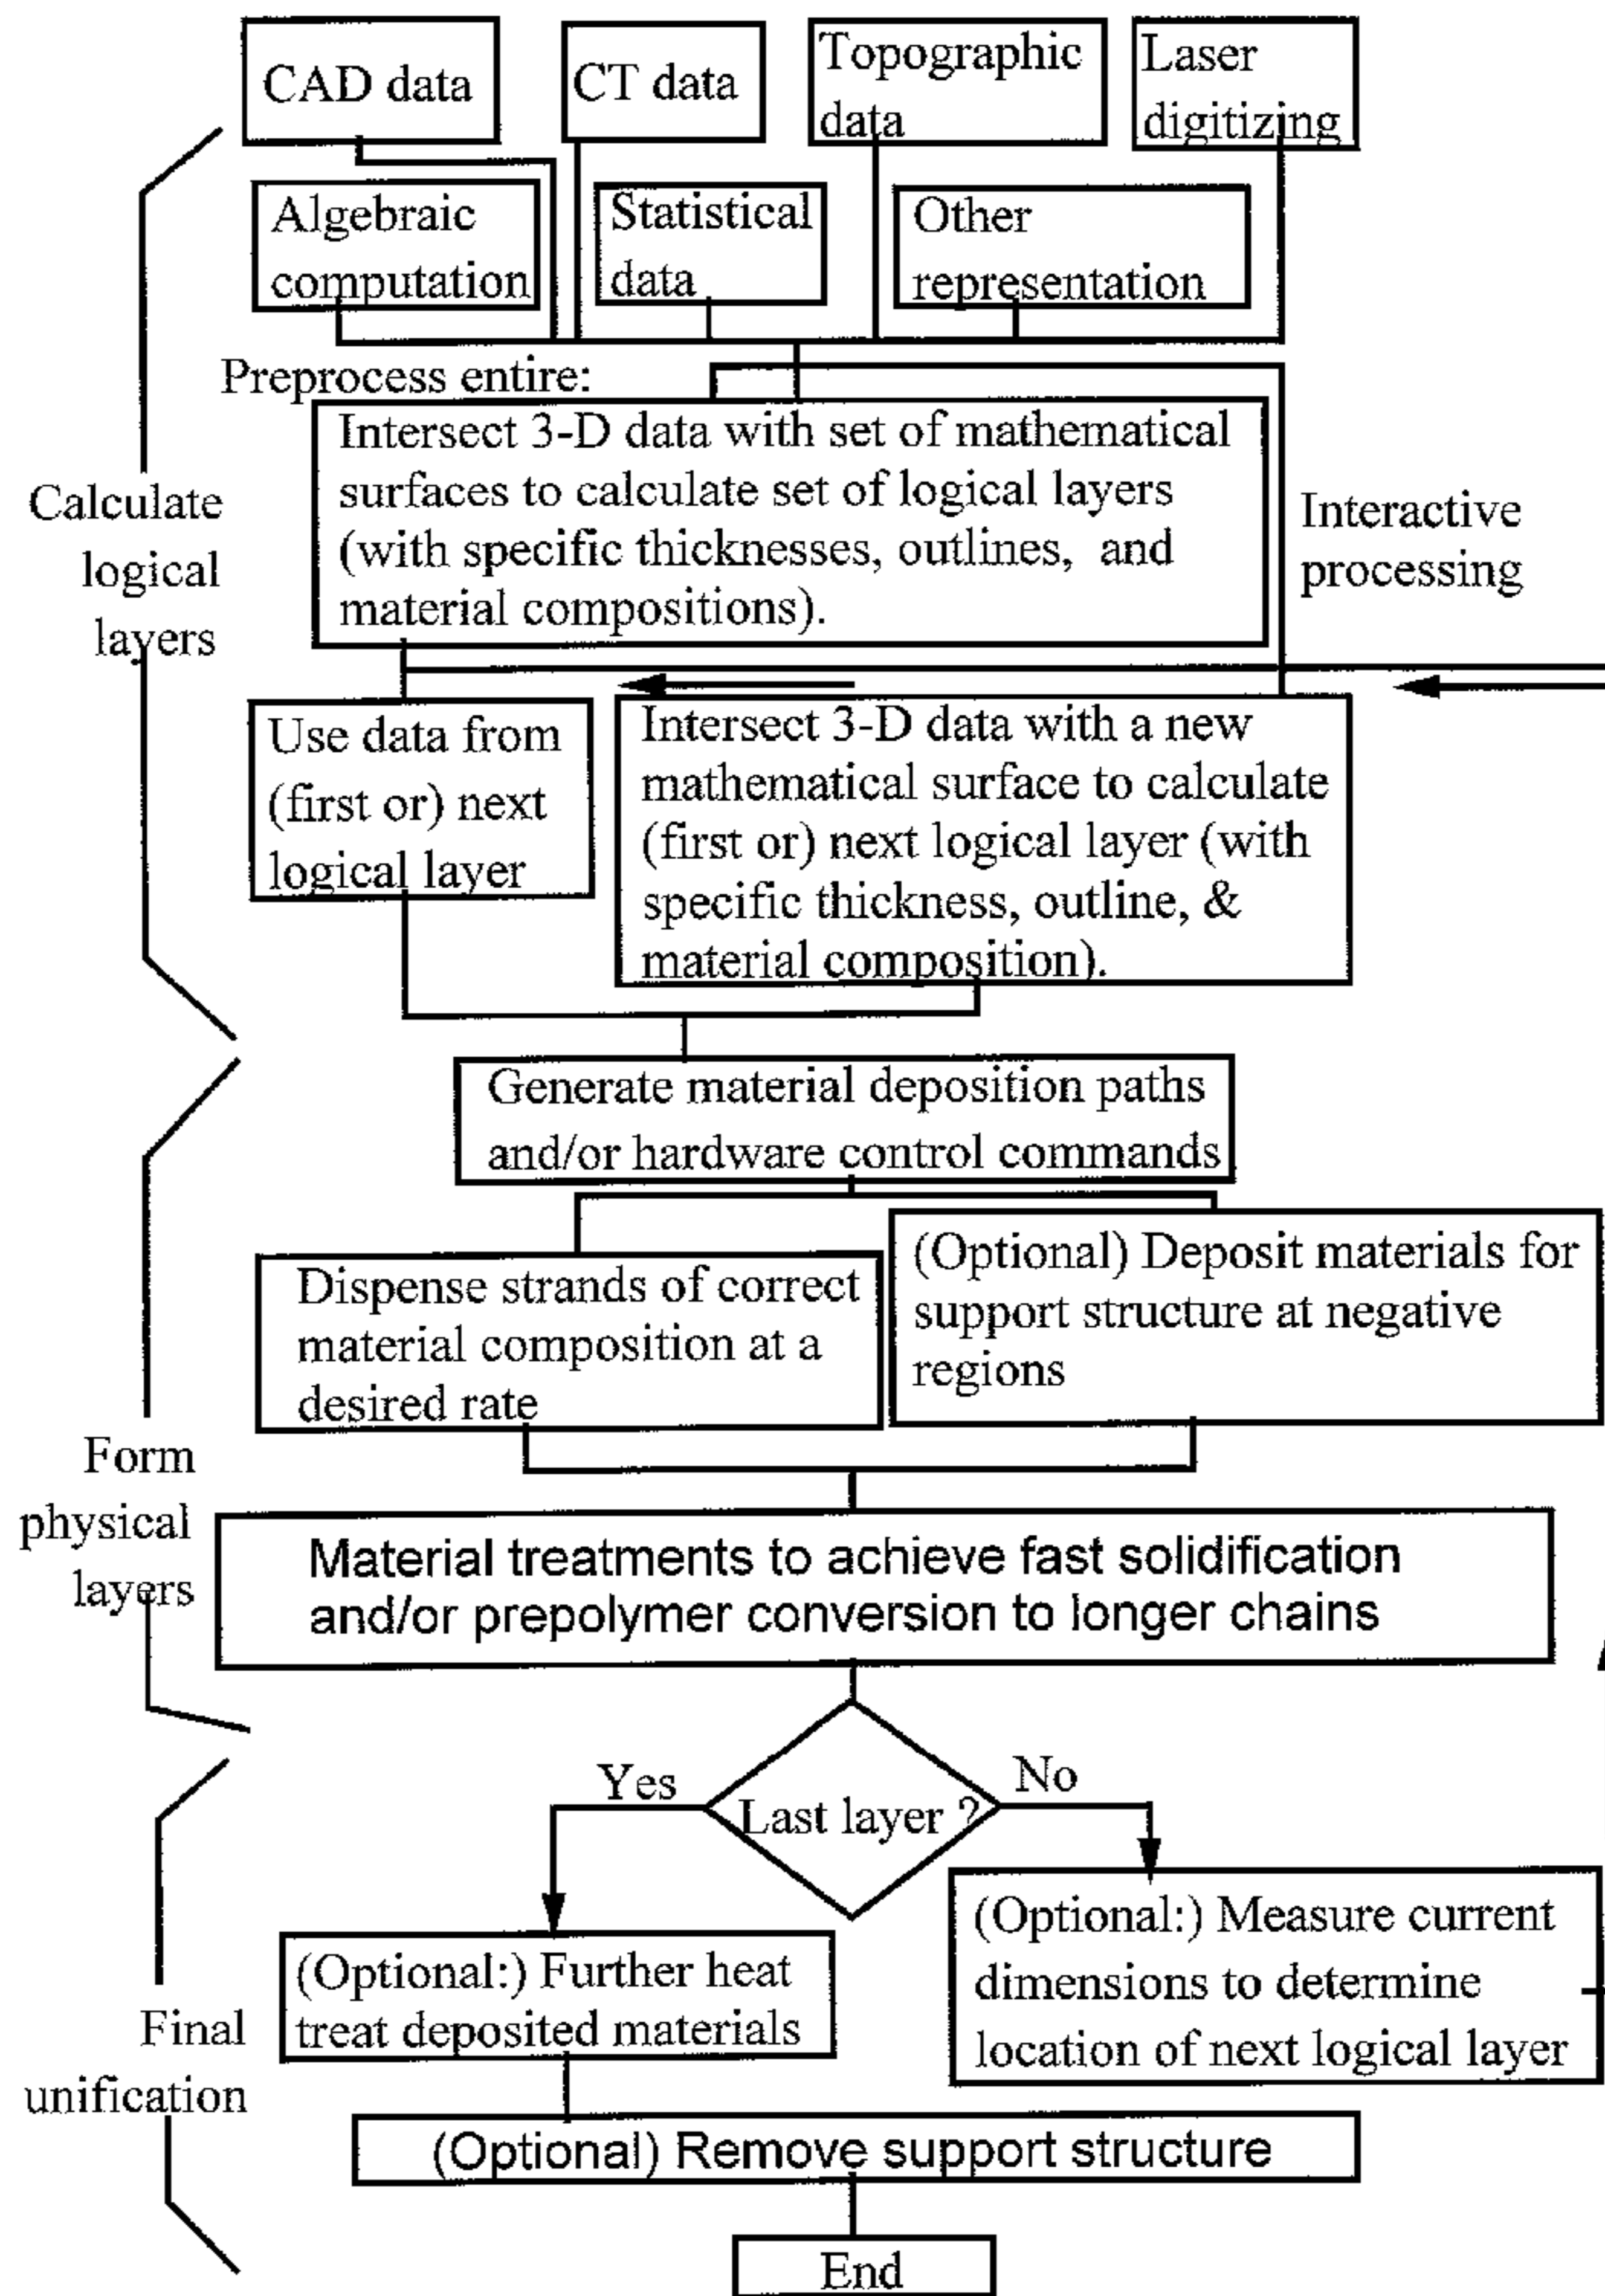 CAD data
CT data
Topographic
data
Laser
digitizing
Algebraic
computation
Statistical
data
Other
representation
Preprocess entire:
Intersect 3-D data with set of mathematical
surfaces to calculate set of logical layers
(with specific thicknesses, outlines, and
material compositions).
Calculate
logical
layers
Interactive
processing
Use data from
(first or) next
logical layer
Intersect 3-D data with a new
mathematical surface to calculate
(first or) next logical layer (with
specific thickness, outline, &
material composition).
Generate material deposition paths
and/or hardware control commands
Dispense strands of correct
material composition at a
desired rate
(Optional) Deposit materials for
support structure at negative
regions
Form
physical
layers
Material treatments to achieve fast solidification
and/or prepolymer conversion to longer chains
Yes
Last layer ?
No
(Optional:) Further heat
treat deposited materials
(Optional:) Measure current
dimensions to determine
location of next logical layer
Final
unification
(Optional) Remove support structure
End